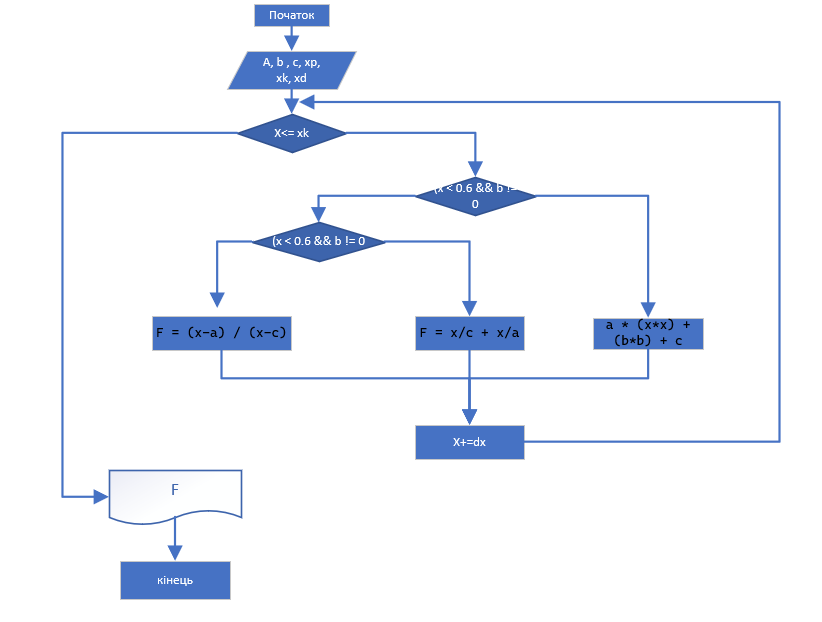 Початок
A, b , c, xp,
xk, xd
X<= xk
(x < 0.6 && b !=
0
(x < 0.6 && b != 0
F = (x-a) / (x-c)
F = x/c + x/a
a * (x*x) +
(b*b) + c
X+=dx
F
кінець